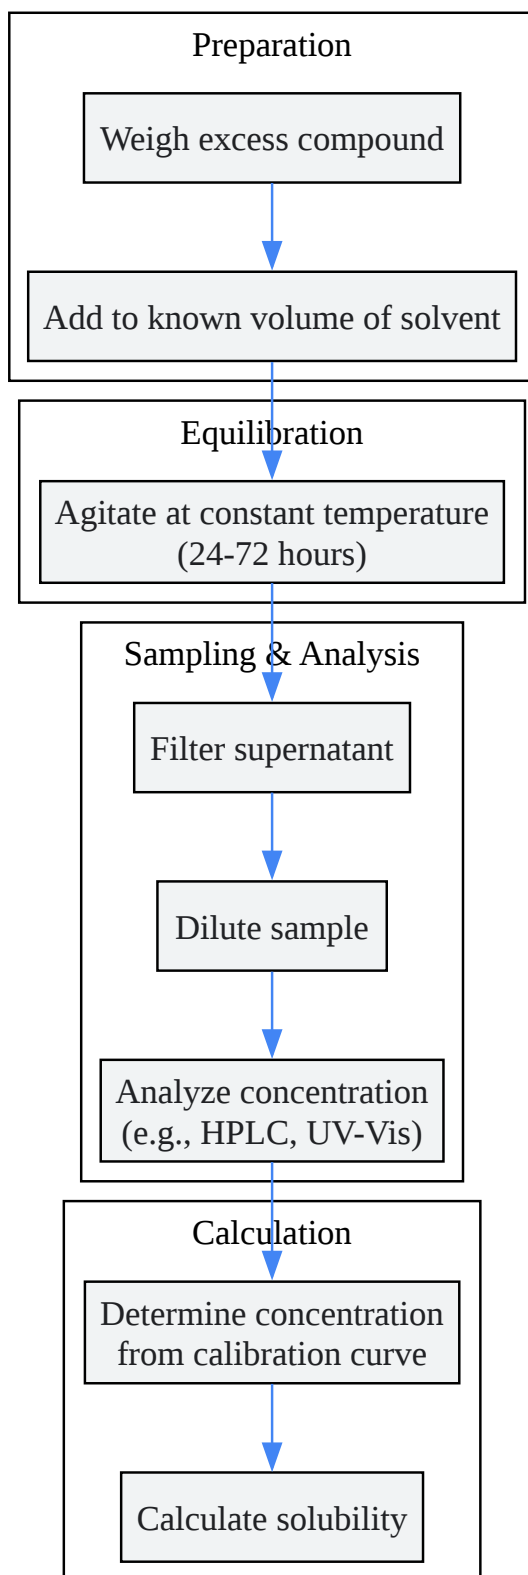 Preparation
Weigh excess compound
Add to known volume of solvent
Equilibration
Agitate at constant temperature
(24-72 hours)
Sampling & Analysis
Filter supernatant
Dilute sample
Analyze concentration
(e.g., HPLC, UV-Vis)
Calculation
Determine concentration
from calibration curve
Calculate solubility